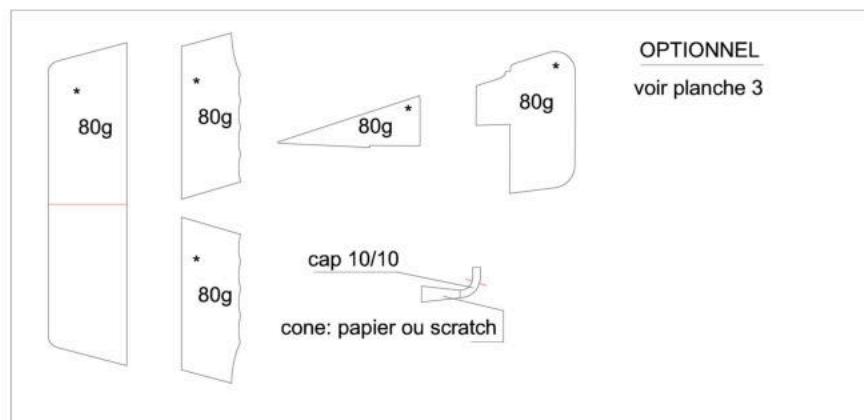 OPTIONNEL
voir planche 3
*
80g
*
80g
*
80g
*
80g
*
80g
cap 10/10
cone: papier ou scratch